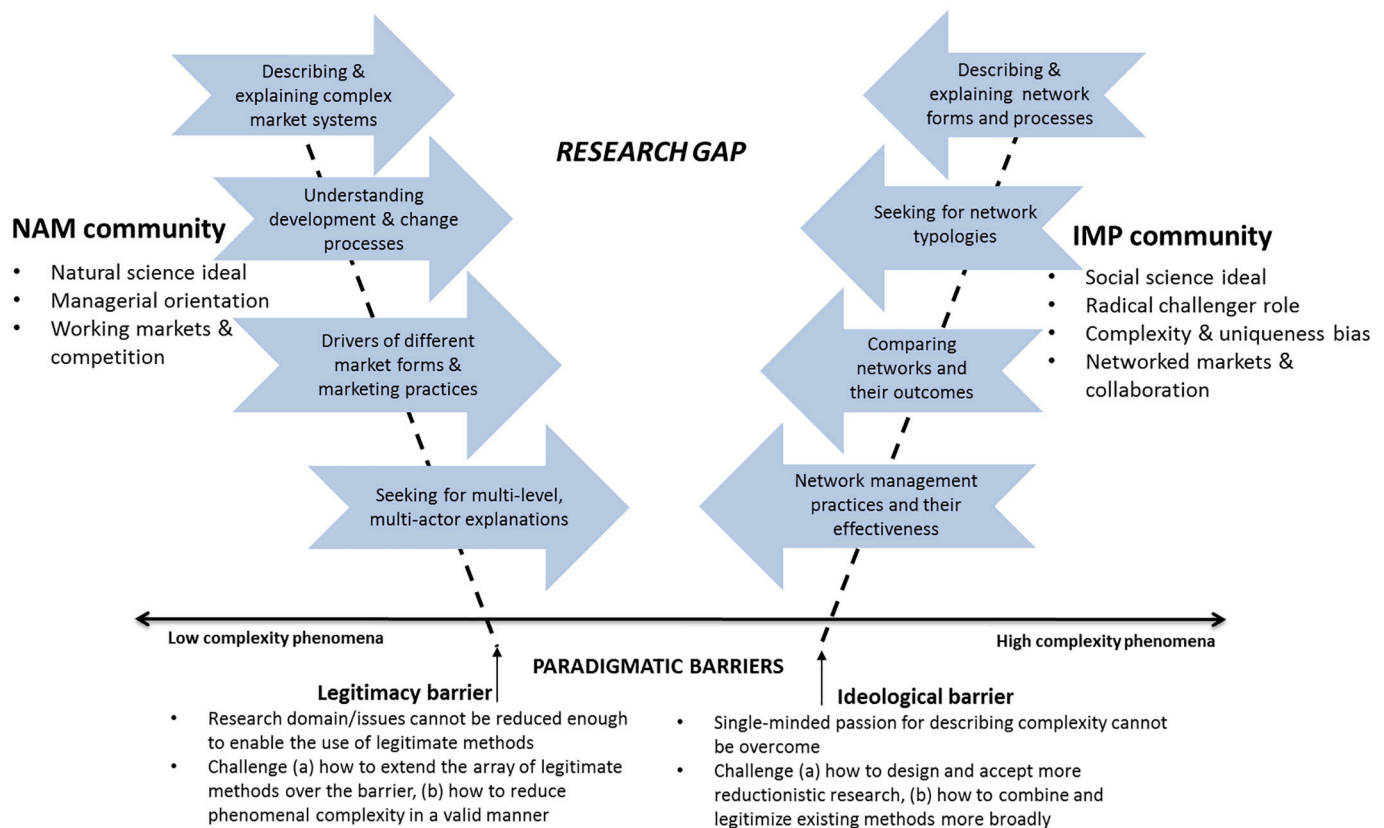 Describing &
explaining complex
market systems
Describing &
explaining network
forms and processes
RESEARCH GAP
Understanding
development & change
processes
Seeking for network
typologies
NAM community
• Natural science ideal
• Managerial orientation
• Working markets &
competition
IMP community
• Social science ideal
• Radical challenger role
• Complexity & uniqueness bias
• Networked markets &
collaboration
Drivers of different
market forms &
marketing practices
Comparing
networks and
their outcomes
Seeking for multi-level,
multi-actor explanations
Network management
practices and their
effectiveness
Low complexity phenomena
High complexity phenomena
PARADIGMATIC BARRIERS
Legitimacy barrier
• Research domain/issues cannot be reduced enough
to enable the use of legitimate methods
• Challenge (a) how to extend the array of legitimate
methods over the barrier, (b) how to reduce
phenomenal complexity in a valid manner
Ideological barrier
• Single-minded passion for describing complexity cannot
be overcome
• Challenge (a) how to design and accept more
reductionistic research, (b) how to combine and
legitimize existing methods more broadly